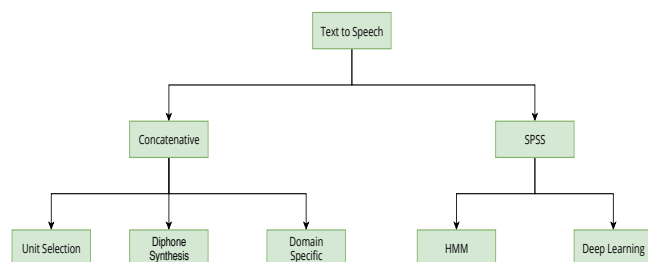 Text to Speech
Concatenative
SPSS
Unit Selection
Diphone
Synthesis
Domain
Specific
HMM
Deep Learning